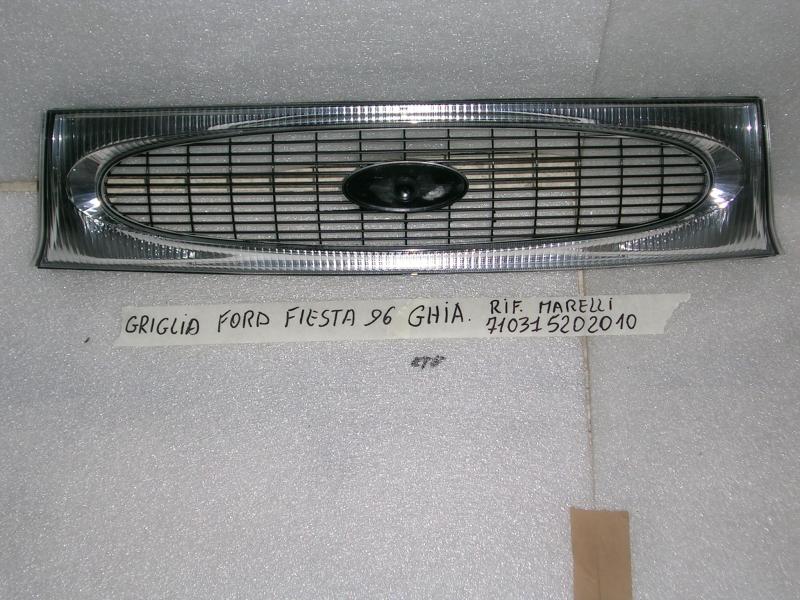 GRIGLIA FORD FIESTA 96 GHIA. RIF. MARELLI
710315202010